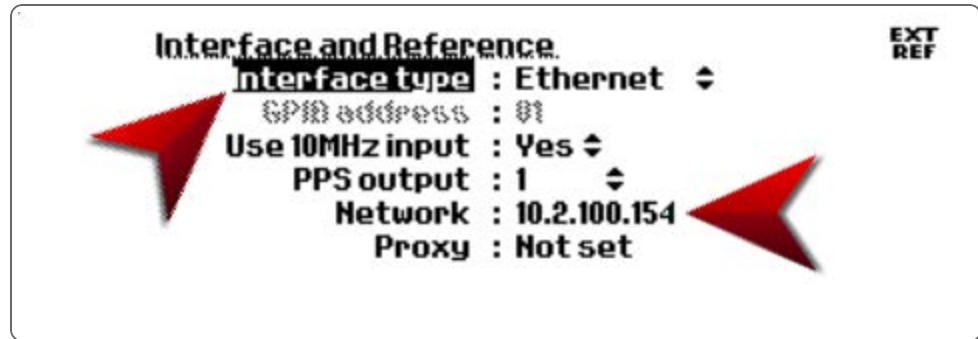 Interface and Reference
EXT
REF
Interface type : Ethernet
GPIB address : 01
Use 10MHz input : Yes
PPS output : 1
Network : 10.2.100.154
Proxy : Not set